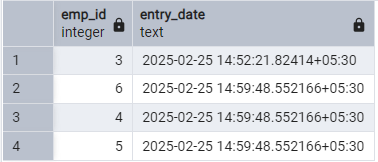 emp_id entry_date
integer text
1 3 2025-02-25 14:52:21.82414+05:30
2 6 2025-02-25 14:59:48.552166+05:30
3 4 2025-02-25 14:59:48.552166+05:30
4 5 2025-02-25 14:59:48.552166+05:30